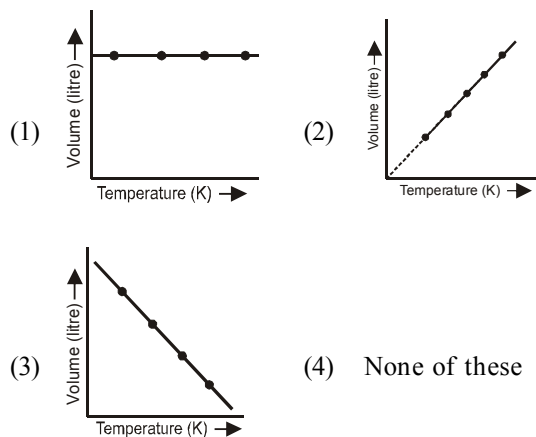 (1)
Volume (litre)
Temperature (K)
(2)
Volume (litre)
Temperature (K)
(3)
Volume (litre)
Temperature (K)
(4) None of these